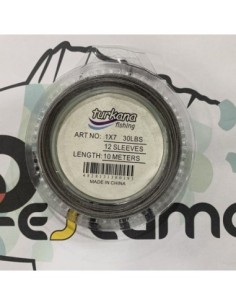 turkana
fishing
ART NO: 1X7 30LBS
12 SLEEVES
LENGTH: 10 METERS
MADE IN CHINA